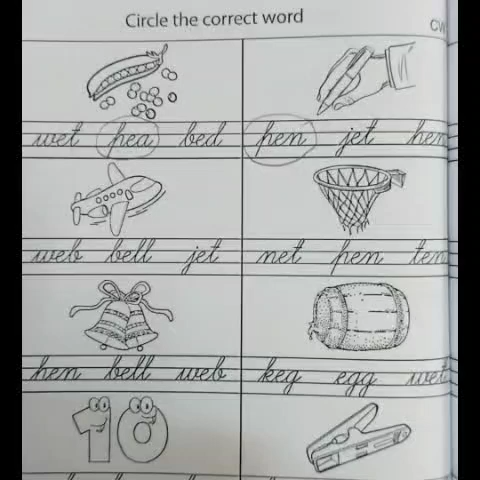 Circle the correct word
CW
wet pea bed
pen jet hen
web bell jet
net pen ten
hen bell web
keg egg wet
10